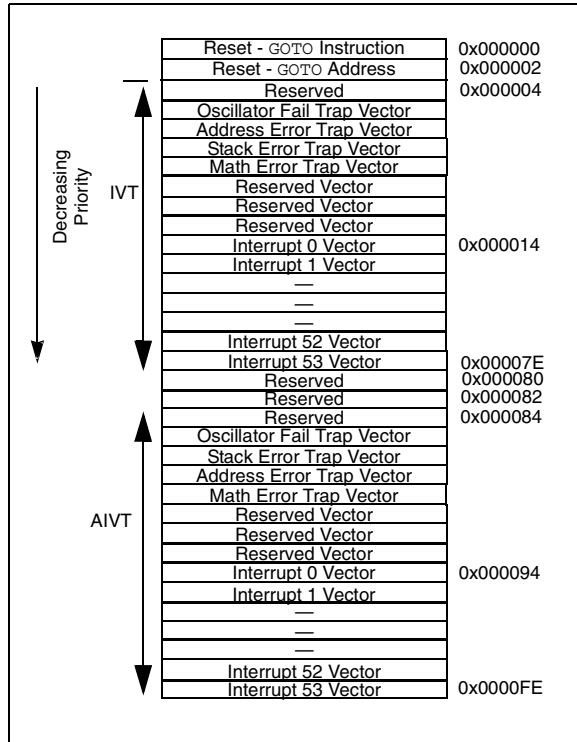 Reset - GOTO Instruction 0x000000
Reset - GOTO Address 0x000002
Reserved 0x000004
Oscillator Fail Trap Vector
Address Error Trap Vector
Stack Error Trap Vector
Math Error Trap Vector
Reserved Vector
Reserved Vector
Reserved Vector
Interrupt 0 Vector 0x000014
Interrupt 1 Vector
—
—
—
Interrupt 52 Vector
Interrupt 53 Vector 0x00007E
Reserved 0x000080
Reserved 0x000082
Reserved 0x000084
Oscillator Fail Trap Vector
Stack Error Trap Vector
Address Error Trap Vector
Math Error Trap Vector
Reserved Vector
Reserved Vector
Reserved Vector
Interrupt 0 Vector 0x000094
Interrupt 1 Vector
—
—
—
Interrupt 52 Vector
Interrupt 53 Vector 0x0000FE
Decreasing
Priority
IVT
AIVT